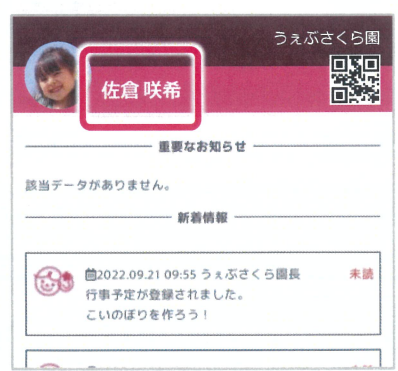 うぇぶさくら園
佐倉 咲希
重要なお知らせ
該当データがありません。
新着情報
2022.09.21 09:55 うぇぶさくら園長 未読
行事予定が登録されました。
こいのぼりを作ろう！